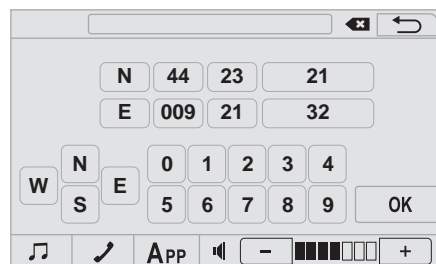 N 44 23 21
E 009 21 32
N 0 1 2 3 4
W E
S 5 6 7 8 9 OK
APP - +